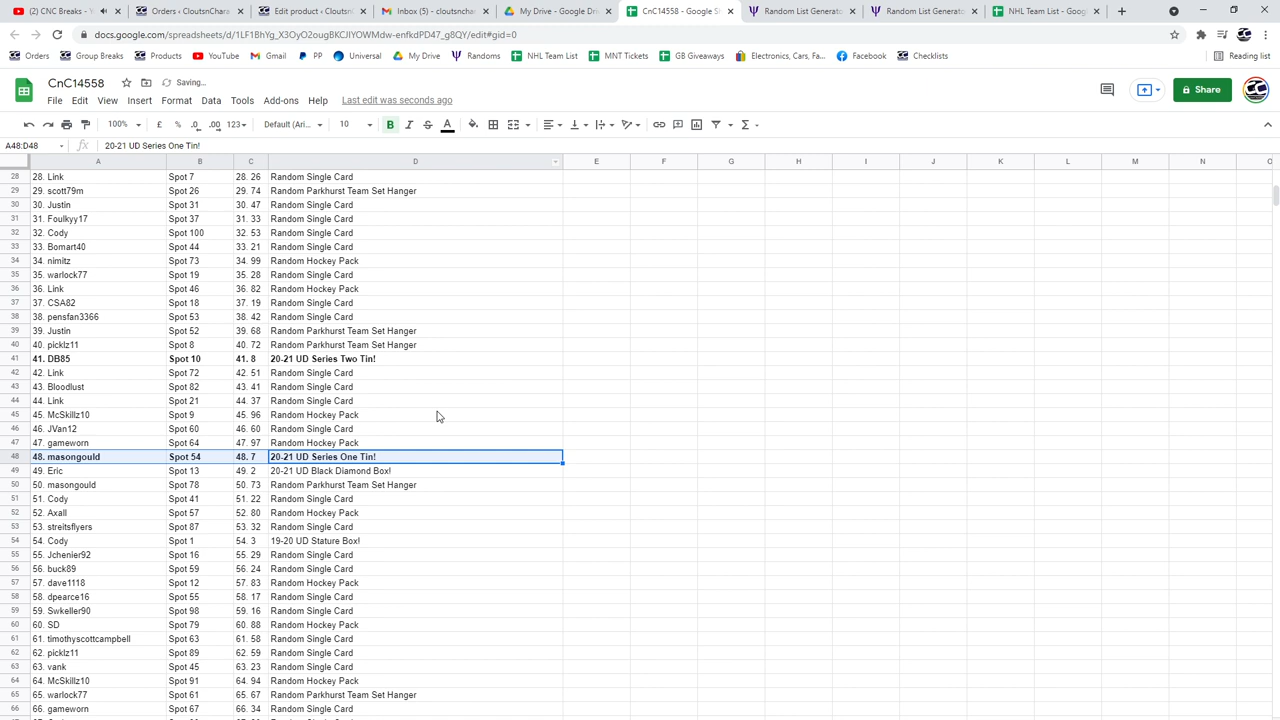 (2) CNC Breaks - Y
Orders ‹ CloutsnChara
Edit product ‹ CloutsnC
Inbox (5) - cloutsnchar
My Drive - Google Dri
CnC14558 - Google Sh
Random List Generato
Random List Generato
NHL Team List - Goog
docs.google.com/spreadsheets/d/1LF1BhYg_X3OyO2ougBKCJIYOWMdw-enfkdPD47_g8QY/edit#gid=0
Orders
Group Breaks
Products
YouTube
Gmail
PP
Universal
My Drive
Randoms
NHL Team List
MNT Tickets
GB Giveaways
Electronics, Cars, Fa...
Facebook
Checklists
Reading list
CnC14558
Saving...
File Edit View Insert Format Data Tools Add-ons Help Last edit was seconds ago
Share
100% £ % .0 .00 123 Default (Ari... 10 B I S A
A48:D48 fx 20-21 UD Series One Tin!
A B C D E F G H I J K L M N O
28 28. Link Spot 7 28. 26 Random Single Card
29 29. scott79m Spot 26 29. 74 Random Parkhurst Team Set Hanger
30 30. Justin Spot 31 30. 47 Random Single Card
31 31. Foulkyy17 Spot 37 31. 33 Random Single Card
32 32. Cody Spot 100 32. 53 Random Single Card
33 33. Bomart40 Spot 44 33. 21 Random Single Card
34 34. nimitz Spot 73 34. 99 Random Hockey Pack
35 35. warlock77 Spot 19 35. 28 Random Single Card
36 36. Link Spot 46 36. 82 Random Hockey Pack
37 37. CSA82 Spot 18 37. 19 Random Single Card
38 38. pensfan3366 Spot 38 38. 42 Random Single Card
39 39. Justin Spot 52 39. 68 Random Parkhurst Team Set Hanger
40 40. picklz11 Spot 8 40. 72 Random Parkhurst Team Set Hanger
41 41. DB85 Spot 10 41. 8 20-21 UD Series Two Tin!
42 42. Link Spot 72 42. 51 Random Single Card
43 43. Bloodlust Spot 82 43. 41 Random Single Card
44 44. Link Spot 21 44. 37 Random Single Card
45 45. McSkillz10 Spot 9 45. 96 Random Hockey Pack
46 46. JVan12 Spot 60 46. 60 Random Single Card
47 47. gameworn Spot 64 47. 97 Random Hockey Pack
48 48. masongould Spot 54 48. 7 20-21 UD Series One Tin!
49 49. Eric Spot 13 49. 2 20-21 UD Black Diamond Box!
50 50. masongould Spot 78 50. 73 Random Parkhurst Team Set Hanger
51 51. Cody Spot 41 51. 22 Random Single Card
52 52. Axall Spot 57 52. 80 Random Hockey Pack
53 53. streitsflyers Spot 87 53. 32 Random Single Card
54 54. Cody Spot 1 54. 3 19-20 UD Stature Box!
55 55. Jchenier92 Spot 16 55. 29 Random Single Card
56 56. buck89 Spot 59 56. 24 Random Single Card
57 57. dave1118 Spot 12 57. 83 Random Hockey Pack
58 58. dpearce16 Spot 55 58. 17 Random Single Card
59 59. Swkeller90 Spot 98 59. 16 Random Single Card
60 60. SD Spot 79 60. 88 Random Hockey Pack
61 61. timothyscottcampbell Spot 63 61. 58 Random Single Card
62 62. picklz11 Spot 89 62. 59 Random Single Card
63 63. vank Spot 45 63. 23 Random Single Card
64 64. McSkillz10 Spot 91 64. 94 Random Hockey Pack
65 65. warlock77 Spot 61 65. 67 Random Parkhurst Team Set Hanger
66 66. gameworn Spot 67 66. 34 Random Single Card